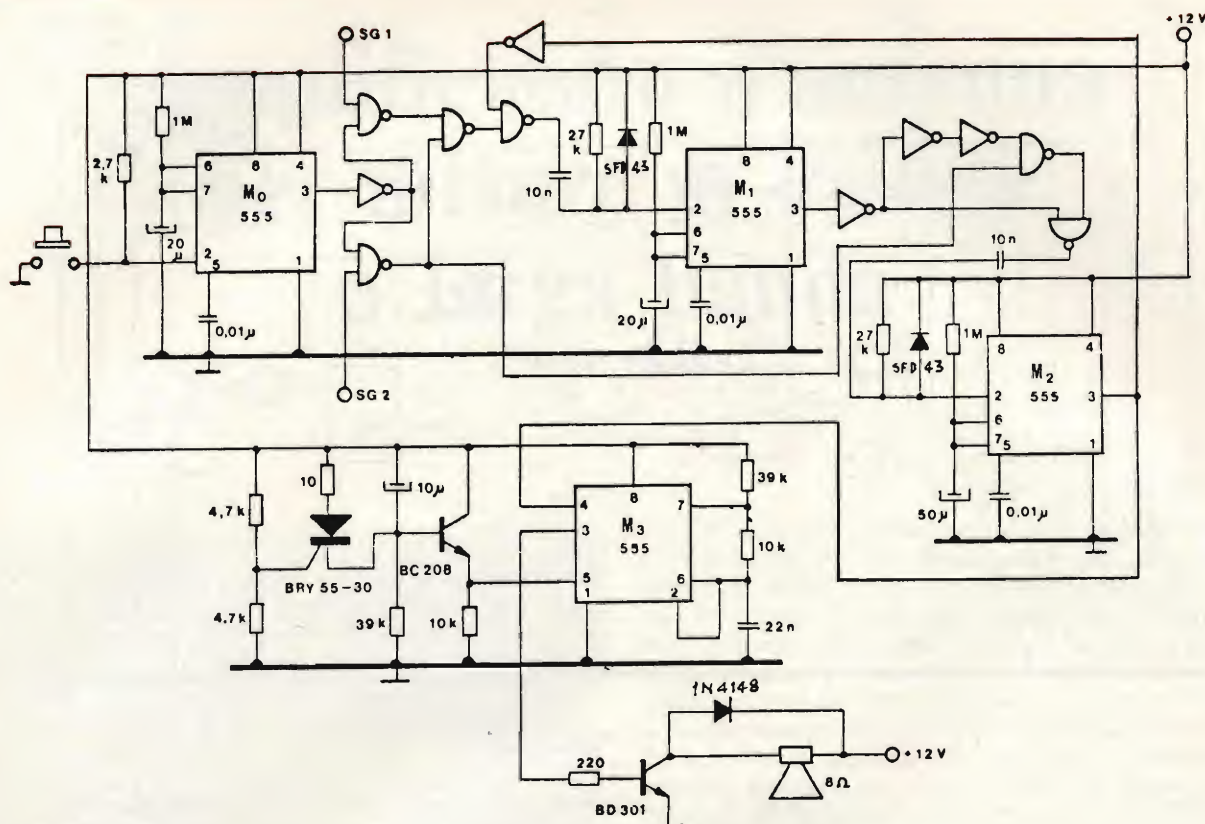 SG 1
+ 12 V
1M
2,7 k
6
8
4
7
M0
555
3
20 µ
2
5
1
0,01 µ
27 k
SFD 43
1M
10 n
8
4
M1
555
2
3
6
7
5
1
20 µ
0,01 µ
10 n
SG 2
27 k
SFD 43
1M
8
4
M2
555
2
3
6
7
5
1
50 µ
0,01 µ
10
10 µ
4,7 k
BRY 55-30
BC 208
4,7 k
39 k
10 k
4
8
7
3
M3
555
5
6
1
2
39 k
10 k
22 n
1N4148
220
BD 301
8 Ω
+ 12 V